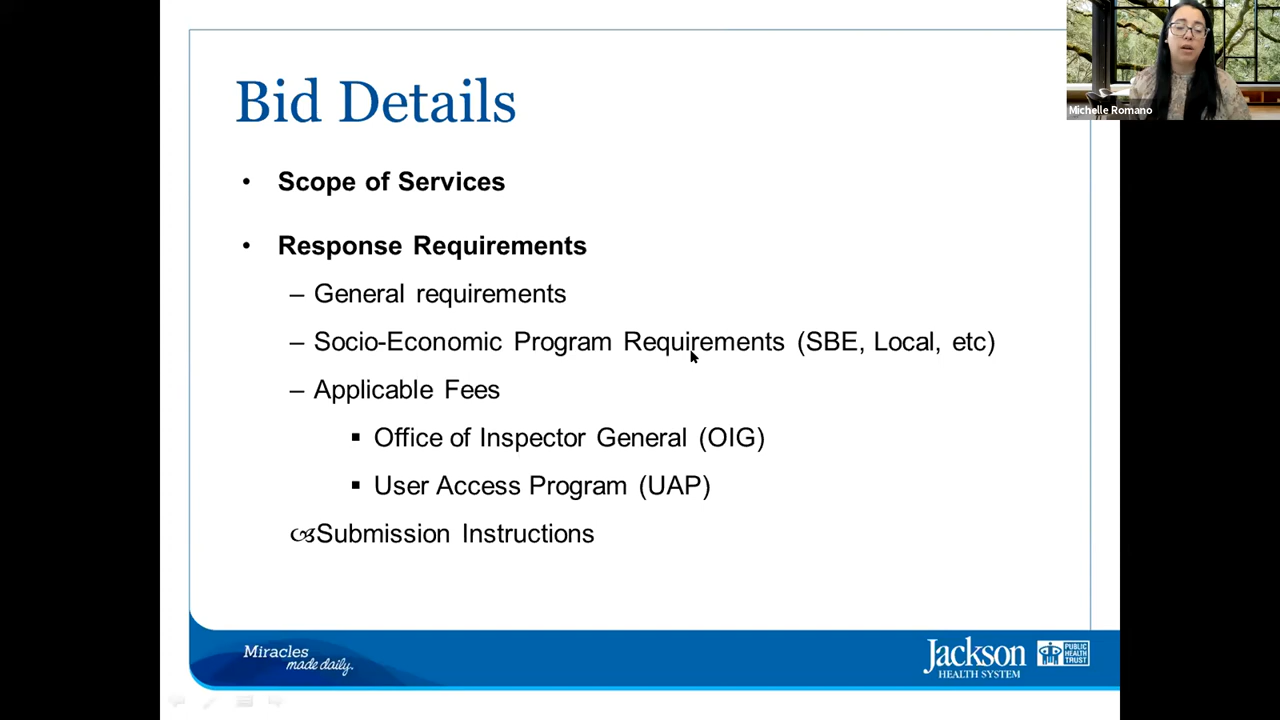 Bid Details
• Scope of Services
• Response Requirements
– General requirements
– Socio-Economic Program Requirements (SBE, Local, etc)
– Applicable Fees
▪ Office of Inspector General (OIG)
▪ User Access Program (UAP)
Submission Instructions
Michelle Romano
Miracles
made daily.
Jackson
HEALTH SYSTEM
PUBLIC
HEALTH
TRUST